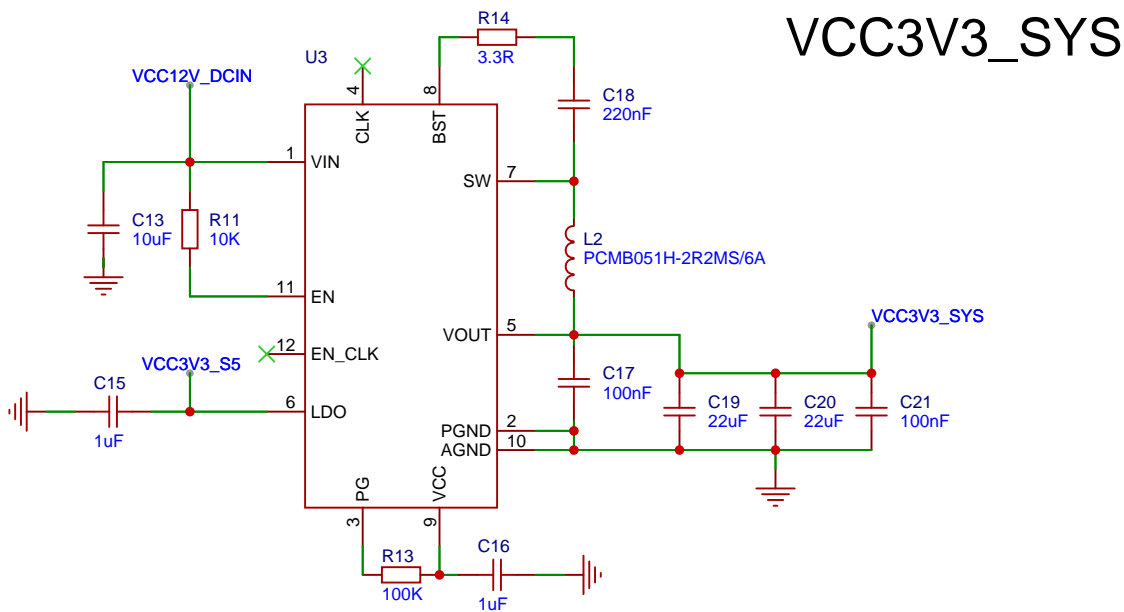 VCC3V3_SYS
R14
3.3R
U3
VCC12V_DCIN
4
8
CLK
BST
C18
220nF
1
VIN
SW
7
C13
10uF
R11
10K
L2
PCMB051H-2R2MS/6A
11
EN
VOUT
5
VCC3V3_SYS
12
EN_CLK
VCC3V3_S5
C17
100nF
C15
1uF
6
LDO
C19
22uF
C20
22uF
C21
100nF
PGND
2
AGND
10
PG
VCC
3
9
R13
100K
C16
1uF